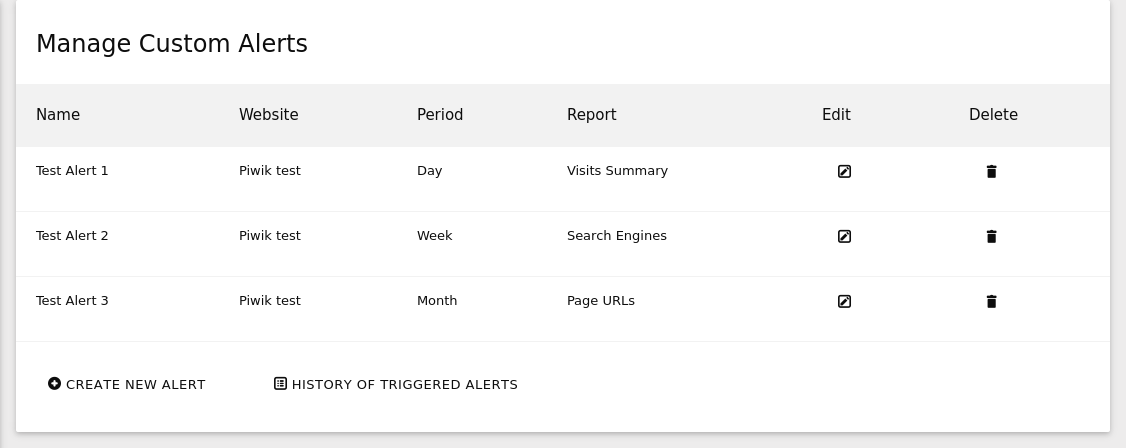 Manage Custom Alerts
Name Website Period Report Edit Delete
Test Alert 1 Piwik test Day Visits Summary
Test Alert 2 Piwik test Week Search Engines
Test Alert 3 Piwik test Month Page URLs
CREATE NEW ALERT HISTORY OF TRIGGERED ALERTS